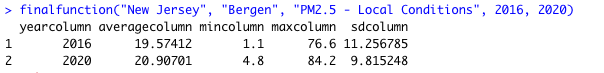 > finalfunction("New Jersey", "Bergen", "PM2.5 - Local Conditions", 2016, 2020)
yearcolumn averagecolumn mincolumn maxcolumn sdcolumn
1 2016 19.57412 1.1 76.6 11.256785
2 2020 20.90701 4.8 84.2 9.815248